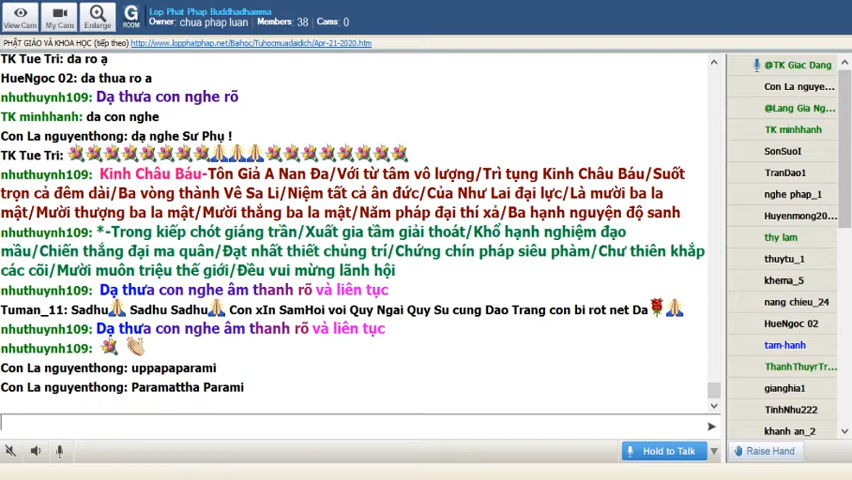 Lop Phat Phap Buddhadhamma
Owner: chua phap luan Members: 38 Cams: 0
View Cam My Cam Enlarge G ROOM
PHẬT GIÁO VÀ KHOA HỌC (tiếp theo) http://www.lopphatphap.net/Baihoc/Tuhocmuadaidich/Apr-21-2020.htm
TK Tue Tri: da ro ạ
HueNgoc 02: da thua ro a
nhuthuynh109: Dạ thưa con nghe rõ
TK minhhanh: da con nghe
Con La nguyenthong: dạ nghe Sư Phụ !
TK Tue Tri:
nhuthuynh109: Kinh Châu Báu-Tôn Giả A Nan Đa/Với từ tâm vô lượng/Trì tụng Kinh Châu Báu/Suốt
trọn cả đêm dài/Ba vòng thành Vê Sa Li/Niệm tất cả ân đức/Của Như Lai đại lực/Là mười ba la
mật/Mười thượng ba la mật/Mười thắng ba la mật/Năm pháp đại thí xả/Ba hạnh nguyện độ sanh
nhuthuynh109: *-Trong kiếp chót giáng trần/Xuất gia tầm giải thoát/Khổ hạnh nghiệm đạo
mầu/Chiến thắng đại ma quân/Đạt nhất thiết chủng trí/Chứng chín pháp siêu phàm/Chư thiên khắp
các cõi/Mười muôn triệu thế giới/Đều vui mừng lãnh hội
nhuthuynh109: Dạ thưa con nghe âm thanh rõ và liên tục
Tuman_11: Sadhu Sadhu Sadhu Con xIn SamHoi voi Quy Ngai Quy Su cung Dao Trang con bi rot net Da
nhuthuynh109: Dạ thưa con nghe âm thanh rõ và liên tục
nhuthuynh109:
Con La nguyenthong: uppapaparami
Con La nguyenthong: Paramattha Parami
@TK Giac Dang
Con La nguye...
@Lang Gia Ng...
TK minhhanh
SonSuoI
TranDao1
nghe phap_1
Huyenmong20...
thy lam
thuytu_1
khema_5
nang chieu_24
HueNgoc 02
tam-hanh
ThanhThuyrTr...
gianghia1
TinhNhu222
khanh an_2
Hold to Talk
Raise Hand